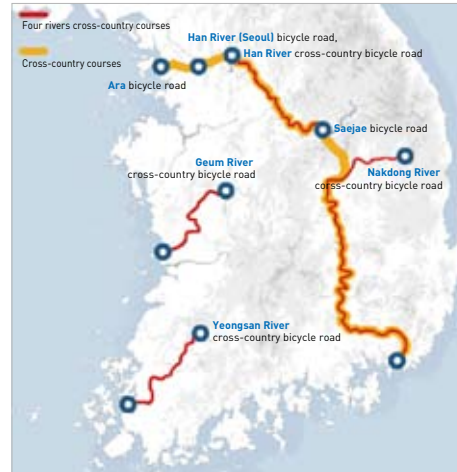 Four rivers cross-country courses
Cross-country courses
Han River (Seoul) bicycle road,
Han River cross-country bicycle road
Ara bicycle road
Saejae bicycle road
Geum River
cross-country bicycle road
Nakdong River
corss-country bicycle road
Yeongsan River
cross-country bicycle road